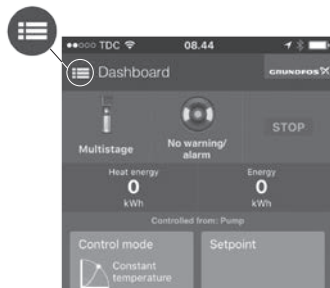 TDC 08.44
Dashboard GRUNDFOS
Multistage
No warning/
alarm
STOP
Heat energy
0
kWh
Energy
0
kWh
Controlled from: Pump
Control mode
Constant
temperature
Setpoint